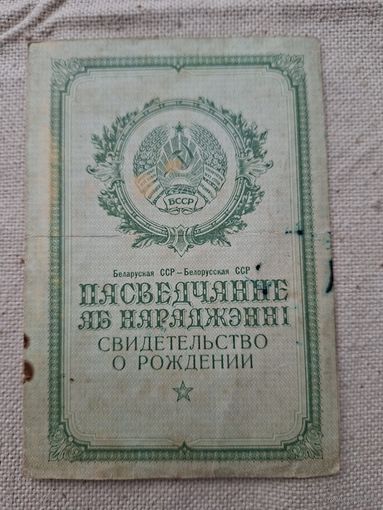 БССР
Беларуская ССР—Белорусская ССР
ПАСВЕДЧАННЕ
АБ НАРАДЖЭННІ
СВИДЕТЕЛЬСТВО
О РОЖДЕНИИ